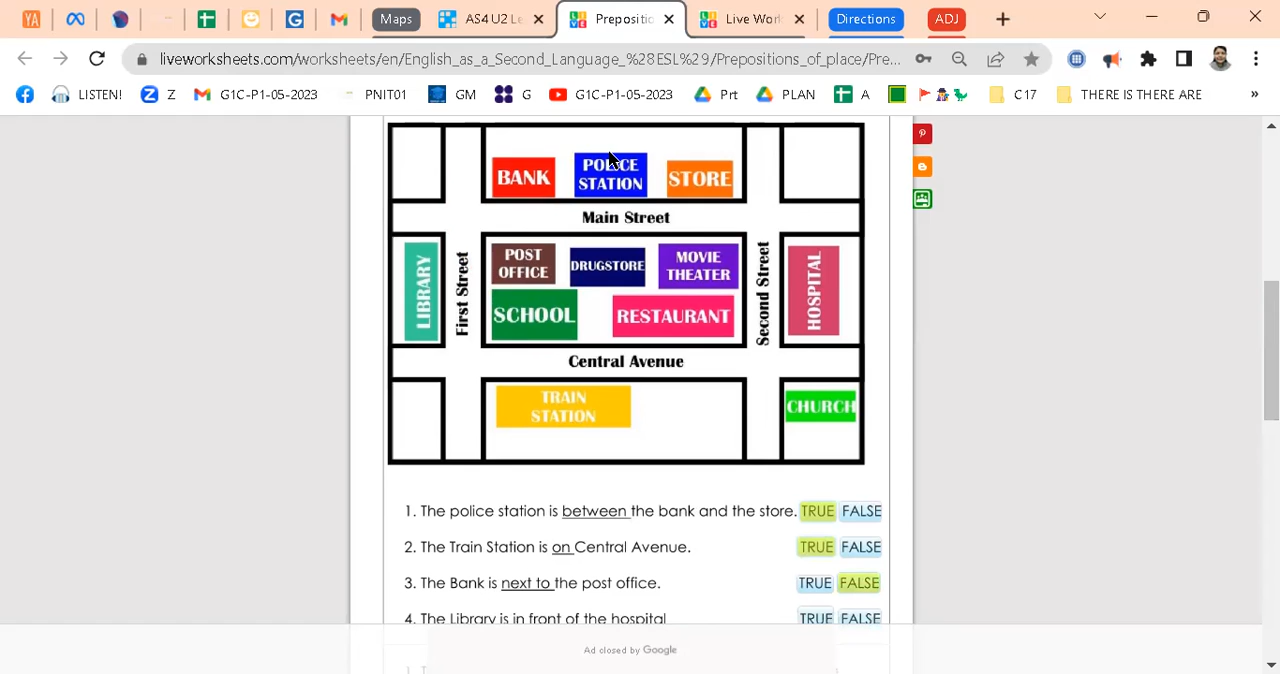 YA
Maps
AS4 U2 Le
Prepositio
Live Work
Directions
ADJ
liveworksheets.com/worksheets/en/English_as_a_Second_Language_%28ESL%29/Prepositions_of_place/Pre...
LISTEN! Z G1C-P1-05-2023 PNIT01 GM G G1C-P1-05-2023 Prt PLAN A C17 THERE IS THERE ARE »
BANK
POLICE
STATION
STORE
Main Street
LIBRARY
First Street
POST
OFFICE
DRUGSTORE
MOVIE
THEATER
SCHOOL
RESTAURANT
Second Street
HOSPITAL
Central Avenue
TRAIN
STATION
CHURCH
1. The police station is between the bank and the store. TRUE FALSE
2. The Train Station is on Central Avenue. TRUE FALSE
3. The Bank is next to the post office. TRUE FALSE
4. The Library is in front of the hospital TRUE FALSE
Ad closed by Google